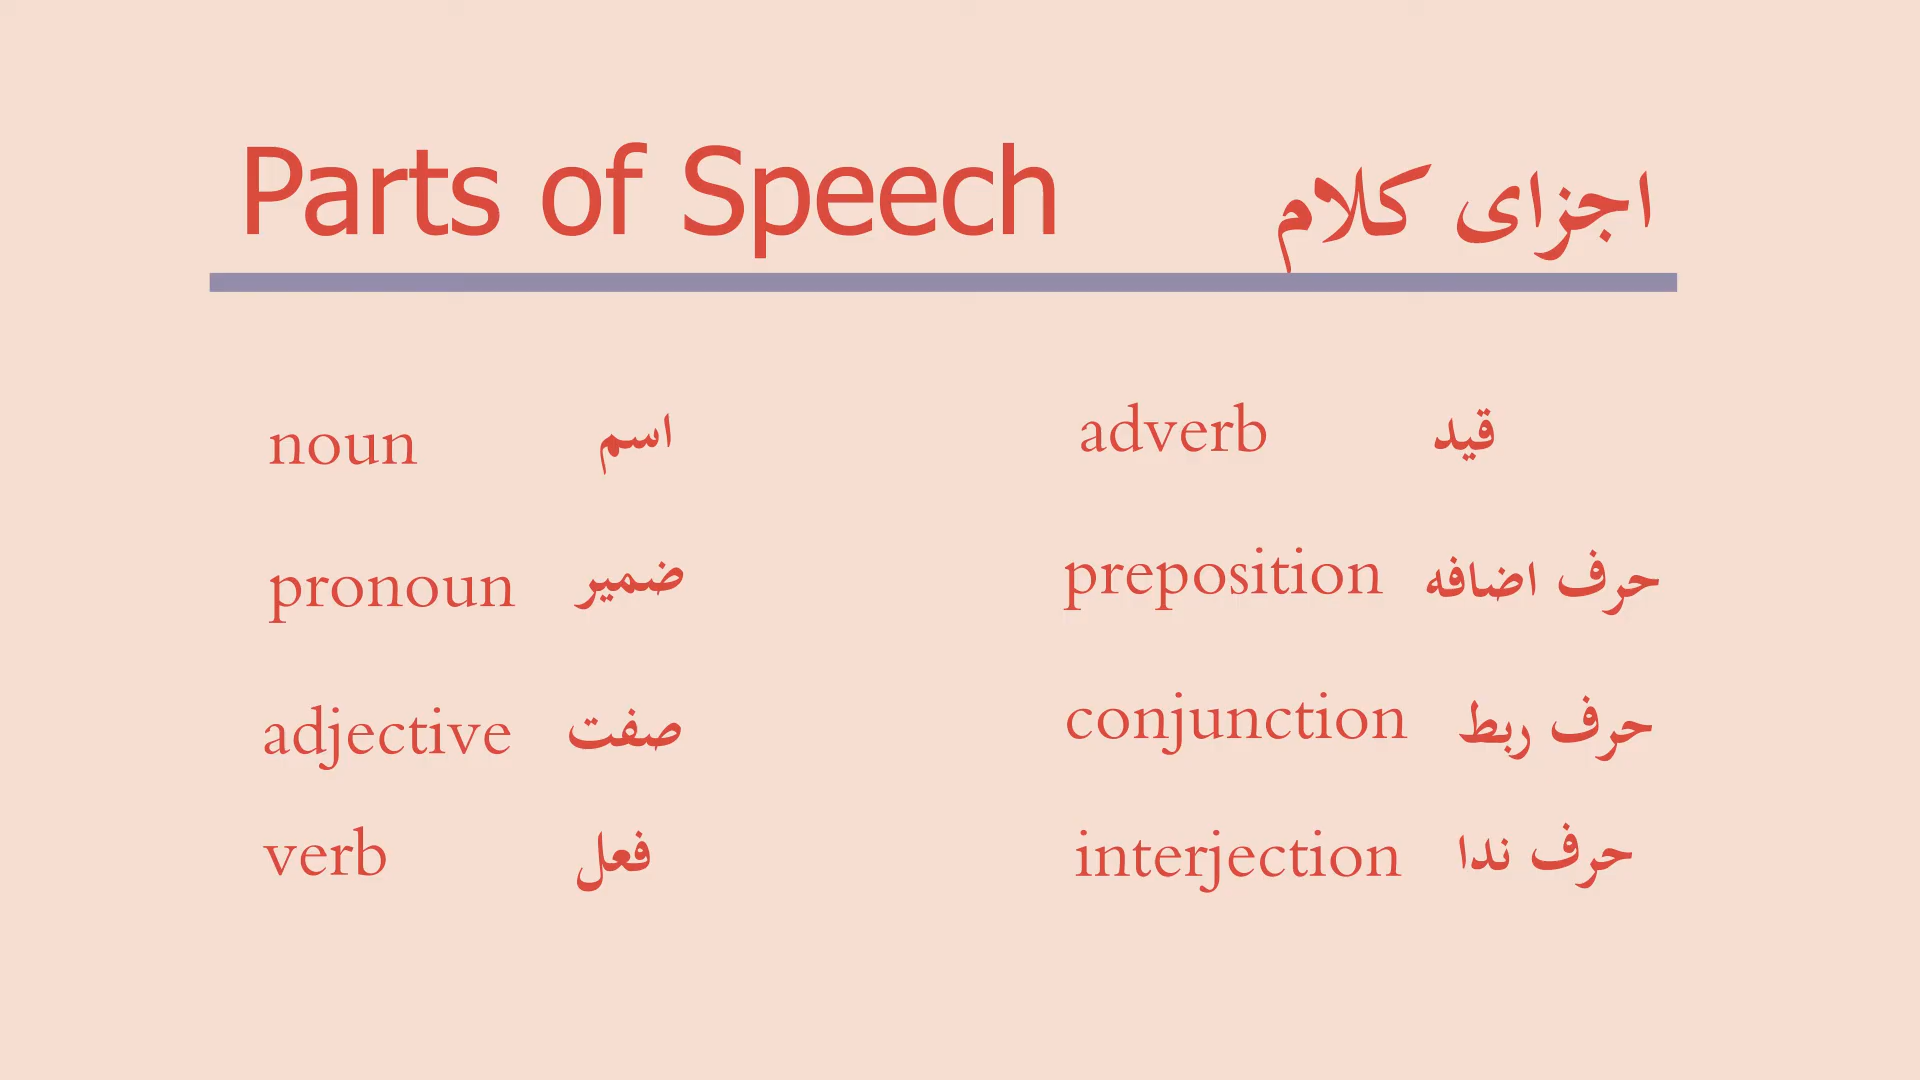 Parts of Speech اجزای کلام
noun اسم
pronoun ضمیر
adjective صفت
verb فعل
adverb قید
preposition حرف اضافه
conjunction حرف ربط
interjection حرف ندا